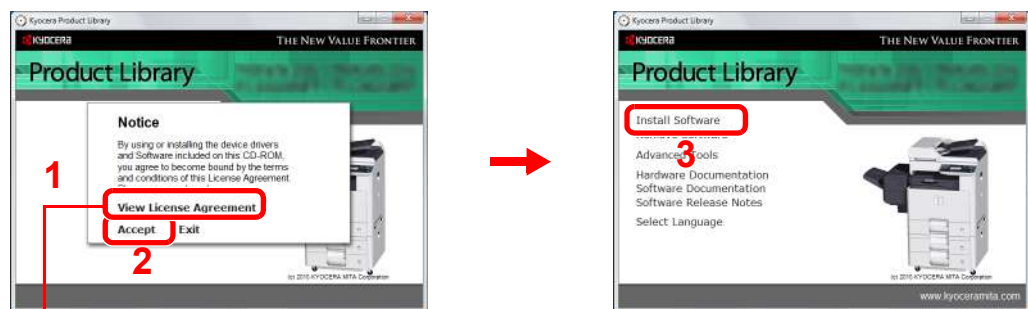 Kyocera Product Library
KYOCERA
THE NEW VALUE FRONTIER
Product Library
Notice
By using or installing the device drivers
and Software included on this CD-ROM,
you agree to become bound by the terms
and conditions of this License Agreement.
1
View License Agreement
Accept
Exit
2
(c) 2010 KYOCERA MITA Corporation
Kyocera Product Library
KYOCERA
THE NEW VALUE FRONTIER
Product Library
Install Software
3
Advanced Tools
Hardware Documentation
Software Documentation
Software Release Notes
Select Language
(c) 2010 KYOCERA MITA Corporation
www.kyoceramita.com